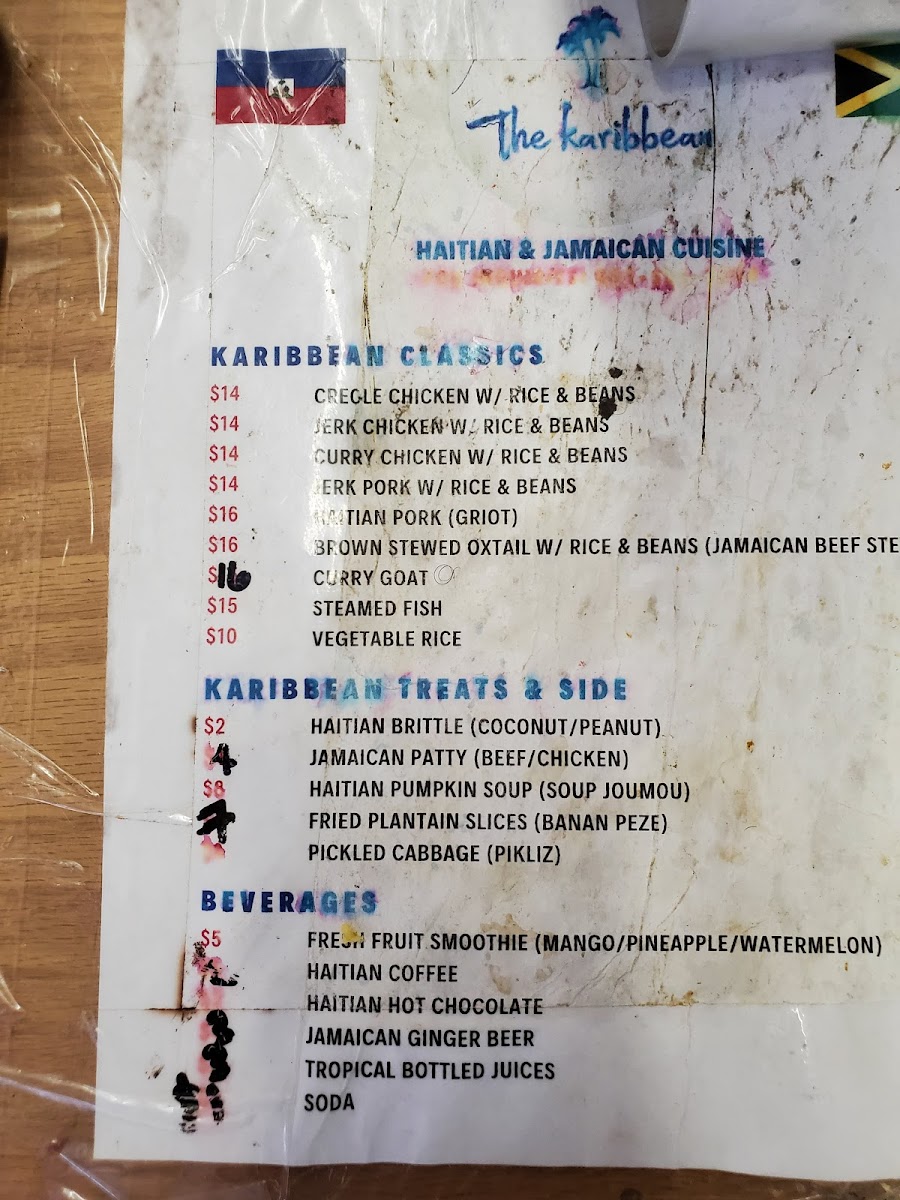 The karibbean
HAITIAN & JAMAICAN CUISINE
KARIBBEAN CLASSICS
$14 CREOLE CHICKEN W/ RICE & BEANS
$14 JERK CHICKEN W/ RICE & BEANS
$14 CURRY CHICKEN W/ RICE & BEANS
$14 JERK PORK W/ RICE & BEANS
$16 HAITIAN PORK (GRIOT)
$16 BROWN STEWED OXTAIL W/ RICE & BEANS (JAMAICAN BEEF STE
$16 CURRY GOAT
$15 STEAMED FISH
$10 VEGETABLE RICE
KARIBBEAN TREATS & SIDE
$2 HAITIAN BRITTLE (COCONUT/PEANUT)
4 JAMAICAN PATTY (BEEF/CHICKEN)
$8 HAITIAN PUMPKIN SOUP (SOUP JOUMOU)
7 FRIED PLANTAIN SLICES (BANAN PEZE)
PICKLED CABBAGE (PIKLIZ)
BEVERAGES
$5 FRESH FRUIT SMOOTHIE (MANGO/PINEAPPLE/WATERMELON)
HAITIAN COFFEE
HAITIAN HOT CHOCOLATE
JAMAICAN GINGER BEER
TROPICAL BOTTLED JUICES
SODA